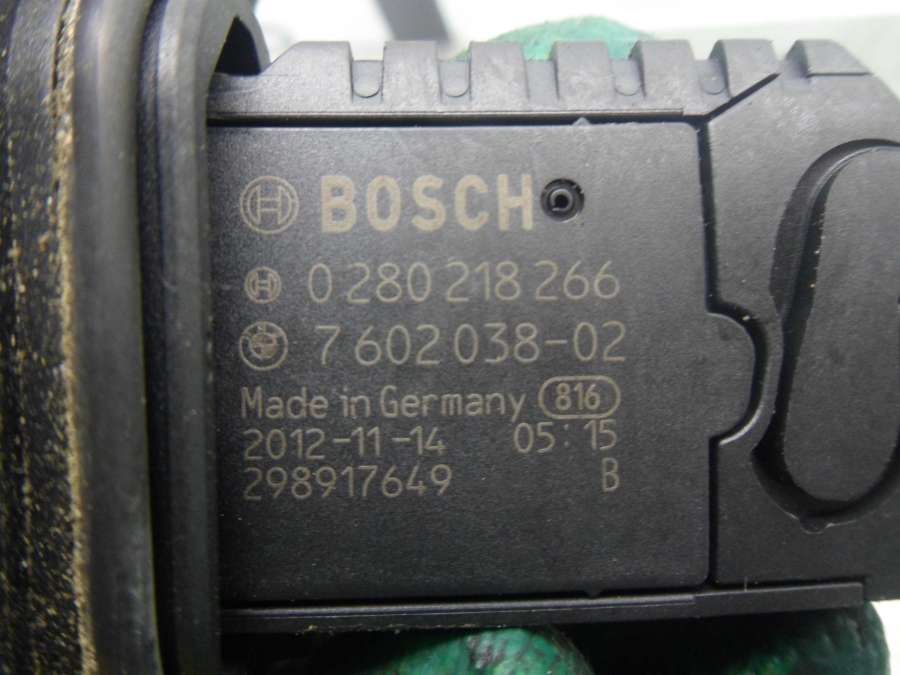 BOSCH
0 280 218 266
7 602 038-02
Made in Germany 816
2012-11-14 05:15
298917649 B